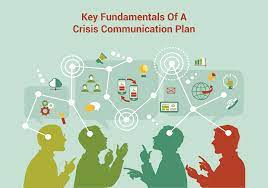 Key Fundamentals Of A
Crisis Communication Plan